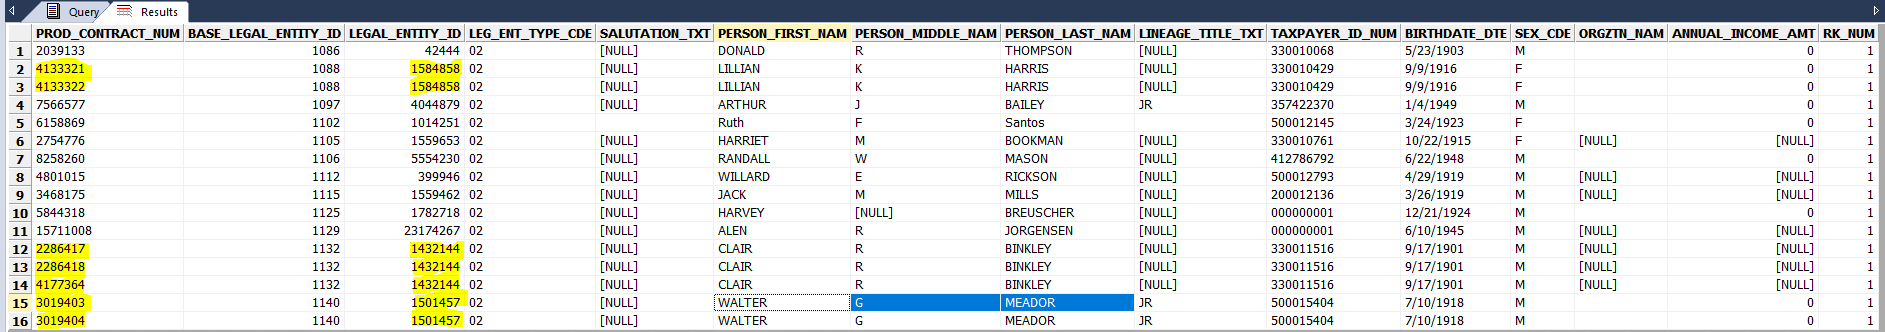 Query Results
PROD_CONTRACT_NUM BASE_LEGAL_ENTITY_ID LEGAL_ENTITY_ID LEG_ENT_TYPE_CDE SALUTATION_TXT PERSON_FIRST_NAM PERSON_MIDDLE_NAM PERSON_LAST_NAM LINEAGE_TITLE_TXT TAXPAYER_ID_NUM BIRTHDATE_DTE SEX_CDE ORGZTN_NAM ANNUAL_INCOME_AMT RK_NUM
1 2039133 1086 42444 02 [NULL] DONALD R THOMPSON [NULL] 330010068 5/23/1903 M 0 1
2 4133321 1088 1584858 02 [NULL] LILLIAN K HARRIS [NULL] 330010429 9/9/1916 F 0 1
3 4133322 1088 1584858 02 [NULL] LILLIAN K HARRIS [NULL] 330010429 9/9/1916 F 0 1
4 7566577 1097 4044879 02 [NULL] ARTHUR J BAILEY JR 357422370 1/4/1949 M 0 1
5 6158869 1102 1014251 02 Ruth F Santos 500012145 3/24/1923 F 0 1
6 2754776 1105 1559653 02 [NULL] HARRIET M BOOKMAN [NULL] 330010761 10/22/1915 F [NULL] [NULL] 1
7 8258260 1106 5554230 02 [NULL] RANDALL W MASON [NULL] 412786792 6/22/1948 M 0 1
8 4801015 1112 399946 02 [NULL] WILLARD E RICKSON [NULL] 500012793 4/29/1919 M [NULL] [NULL] 1
9 3468175 1115 1559462 02 [NULL] JACK M MILLS [NULL] 200012136 3/26/1919 M [NULL] [NULL] 1
10 5844318 1125 1782718 02 [NULL] HARVEY [NULL] BREUSCHER [NULL] 000000001 12/21/1924 M 0 1
11 15711008 1129 23174267 02 [NULL] ALEN R JORGENSEN [NULL] 000000001 6/10/1945 M [NULL] [NULL] 1
12 2286417 1132 1432144 02 [NULL] CLAIR R BINKLEY [NULL] 330011516 9/17/1901 M [NULL] [NULL] 1
13 2286418 1132 1432144 02 [NULL] CLAIR R BINKLEY [NULL] 330011516 9/17/1901 M [NULL] [NULL] 1
14 4177364 1132 1432144 02 [NULL] CLAIR R BINKLEY [NULL] 330011516 9/17/1901 M [NULL] [NULL] 1
15 3019403 1140 1501457 02 [NULL] WALTER G MEADOR JR 500015404 7/10/1918 M 0 1
16 3019404 1140 1501457 02 [NULL] WALTER G MEADOR JR 500015404 7/10/1918 M 0 1